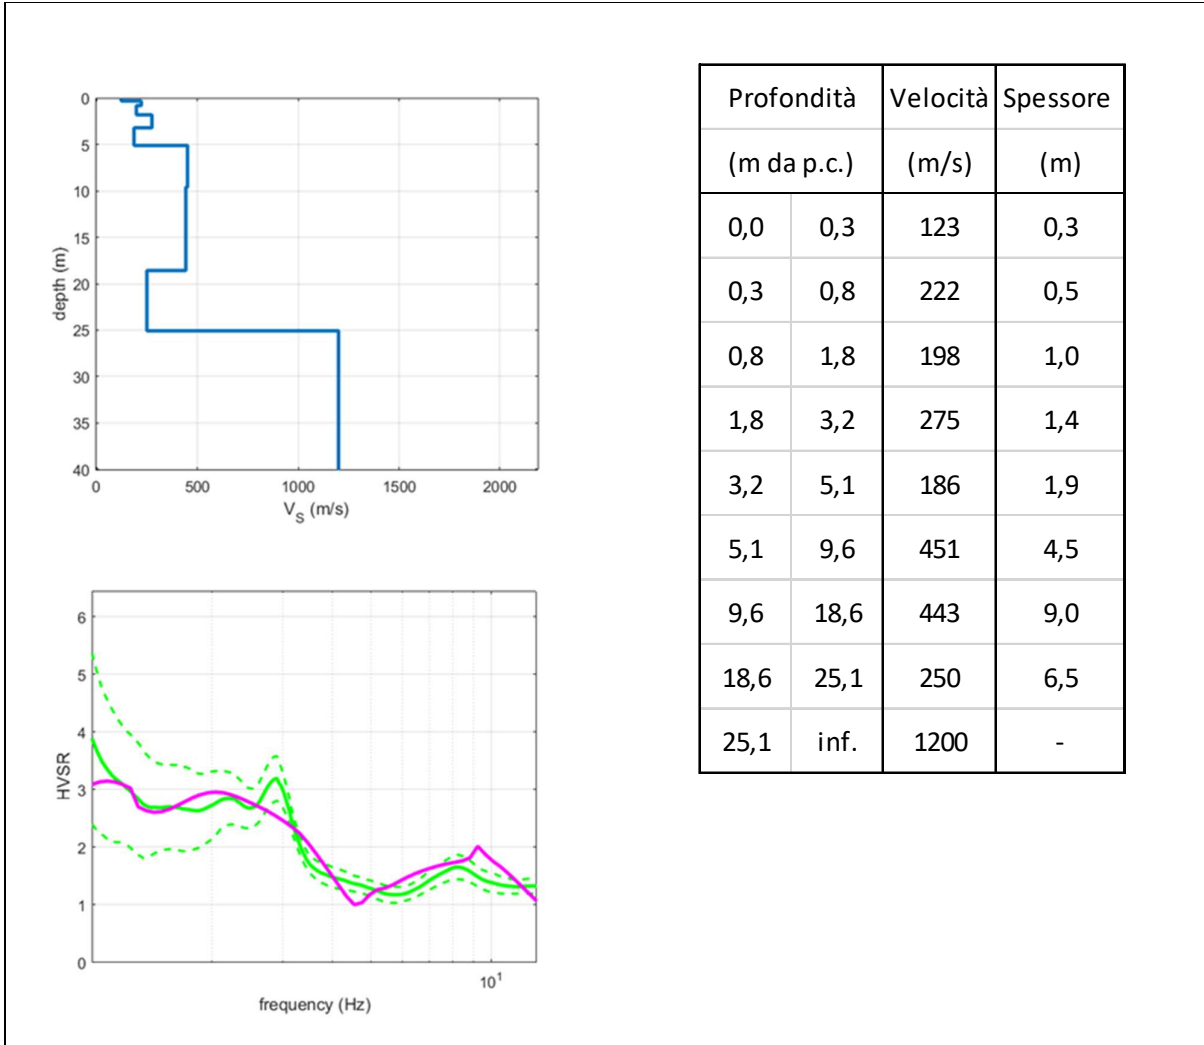 0
5
10
15
20
25
30
35
40
depth (m)
0 500 1000 1500 2000
V_S (m/s)
6
5
4
3
2
1
0
HVSR
10^1
frequency (Hz)
Profondità Velocità Spessore
(m da p.c.) (m/s) (m)
0,0 0,3 123 0,3
0,3 0,8 222 0,5
0,8 1,8 198 1,0
1,8 3,2 275 1,4
3,2 5,1 186 1,9
5,1 9,6 451 4,5
9,6 18,6 443 9,0
18,6 25,1 250 6,5
25,1 inf. 1200 -